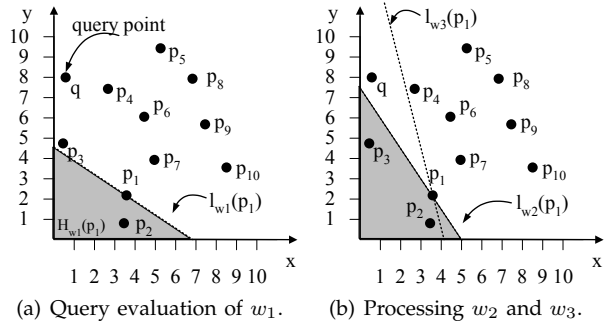 y
query point
10
9
8
7
6
5
4
3
2
1
q
p5
p8
p4
p6
p9
p3
p7
p10
p1
lw1(p1)
Hw1(p1)
p2
x
1 2 3 4 5 6 7 8 9 10
(a) Query evaluation of w1.
y
lw3(p1)
10
9
8
7
6
5
4
3
2
1
q
p5
p8
p4
p6
p9
p3
p7
p10
p1
p2
lw2(p1)
x
1 2 3 4 5 6 7 8 9 10
(b) Processing w2 and w3.